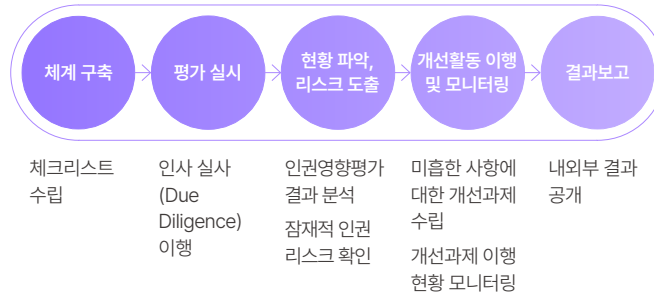 체계 구축
평가 실시
현황 파악,
리스크 도출
개선활동 이행
및 모니터링
결과보고
체크리스트
수립
인사 실사
(Due
Diligence)
이행
인권영향평가
결과 분석
잠재적 인권
리스크 확인
미흡한 사항에
대한 개선과제
수립
개선과제 이행
현황 모니터링
내외부 결과
공개